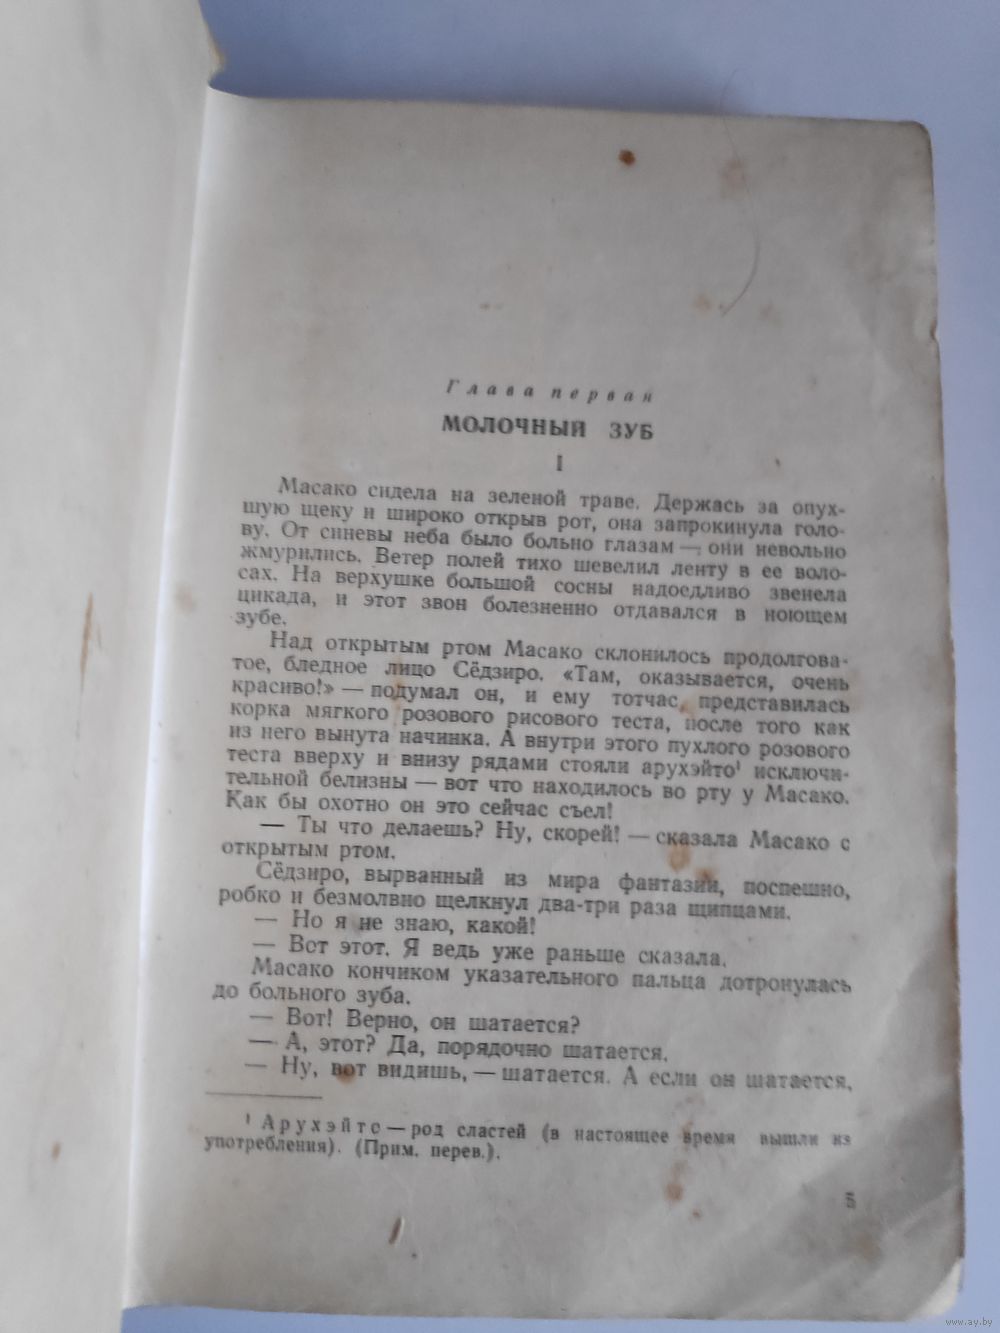 Глава первая
МОЛОЧНЫЙ ЗУБ
I
Масако сидела на зеленой траве. Держась за опух-
шую щеку и широко открыв рот, она запрокинула голо-
ву. От синевы неба было больно глазам — они невольно
жмурились. Ветер полей тихо шевелил ленту в ее воло-
сах. На верхушке большой сосны надоедливо звенела
цикада, и этот звон болезненно отдавался в ноющем
зубе.
Над открытым ртом Масако склонилось продолгова-
тое, бледное лицо Сёдзиро. «Там, оказывается, очень
красиво!» — подумал он, и ему тотчас представилась
корка мягкого розового рисового теста, после того как
из него вынута начинка. А внутри этого пухлого розового
теста вверху и внизу рядами стояли арухэйто¹ исключи-
тельной белизны — вот что находилось во рту у Масако.
Как бы охотно он это сейчас съел!
— Ты что делаешь? Ну, скорей! — сказала Масако с
открытым ртом.
Сёдзиро, вырванный из мира фантазии, поспешно,
робко и безмолвно щелкнул два-три раза щипцами.
— Но я не знаю, какой!
— Вот этот. Я ведь уже раньше сказала.
Масако кончиком указательного пальца дотронулась
до больного зуба.
— Вот! Верно, он шатается?
— А, этот? Да, порядочно шатается.
— Ну, вот видишь, — шатается. А если он шатается,
¹ Арухэйто — род сластей (в настоящее время вышли из
употребления). (Прим. перев.).
5
www.ay.by